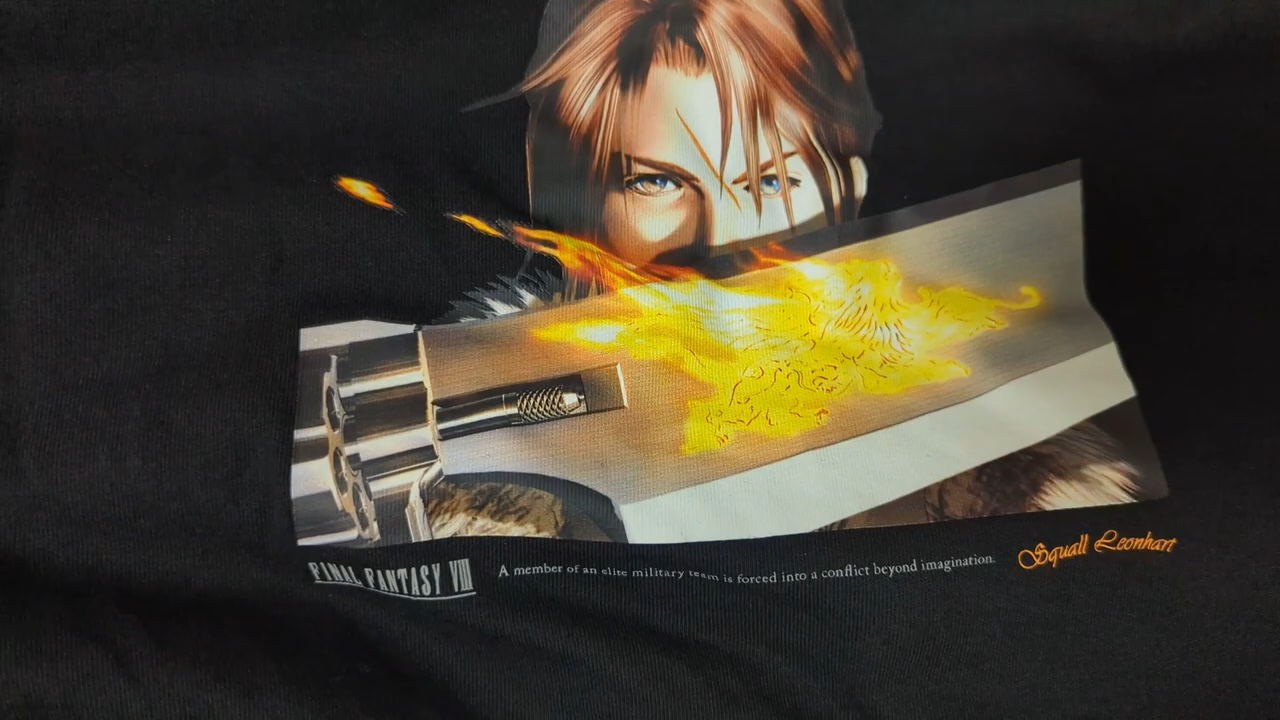 FINAL FANTASY VIII
A member of an elite military team is forced into a conflict beyond imagination.
Squall Leonhart